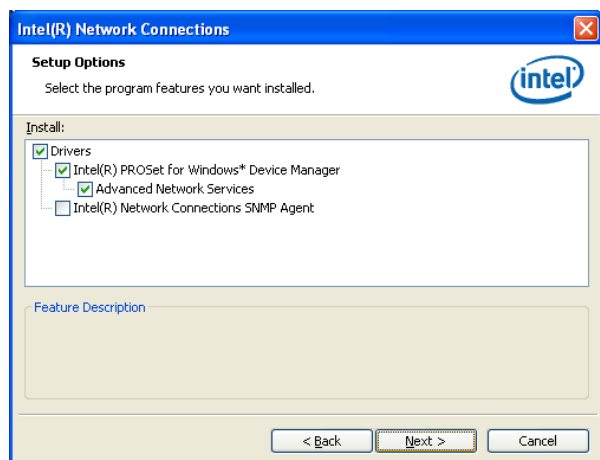 Intel(R) Network Connections
Setup Options
Select the program features you want installed.
intel
Install:
Drivers
Intel(R) PROSet for Windows* Device Manager
Advanced Network Services
Intel(R) Network Connections SNMP Agent
Feature Description
< Back
Next >
Cancel